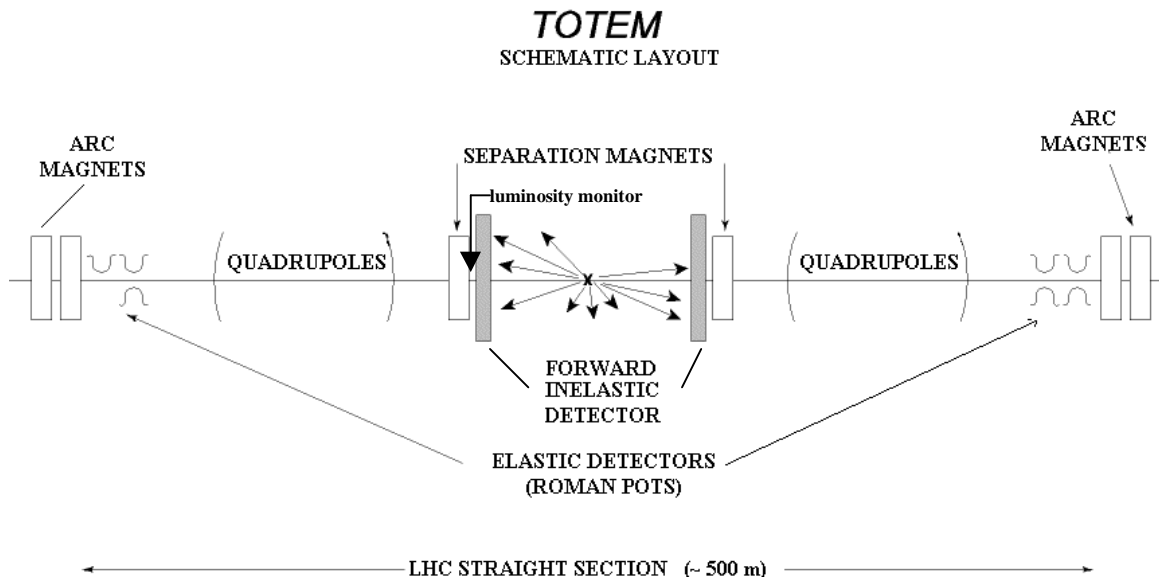 TOTEM
SCHEMATIC LAYOUT
ARC
MAGNETS
ARC
MAGNETS
SEPARATION MAGNETS
luminosity monitor
QUADRUPOLES
X
QUADRUPOLES
FORWARD
INELASTIC
DETECTOR
ELASTIC DETECTORS
(ROMAN POTS)
LHC STRAIGHT SECTION (~ 500 m)